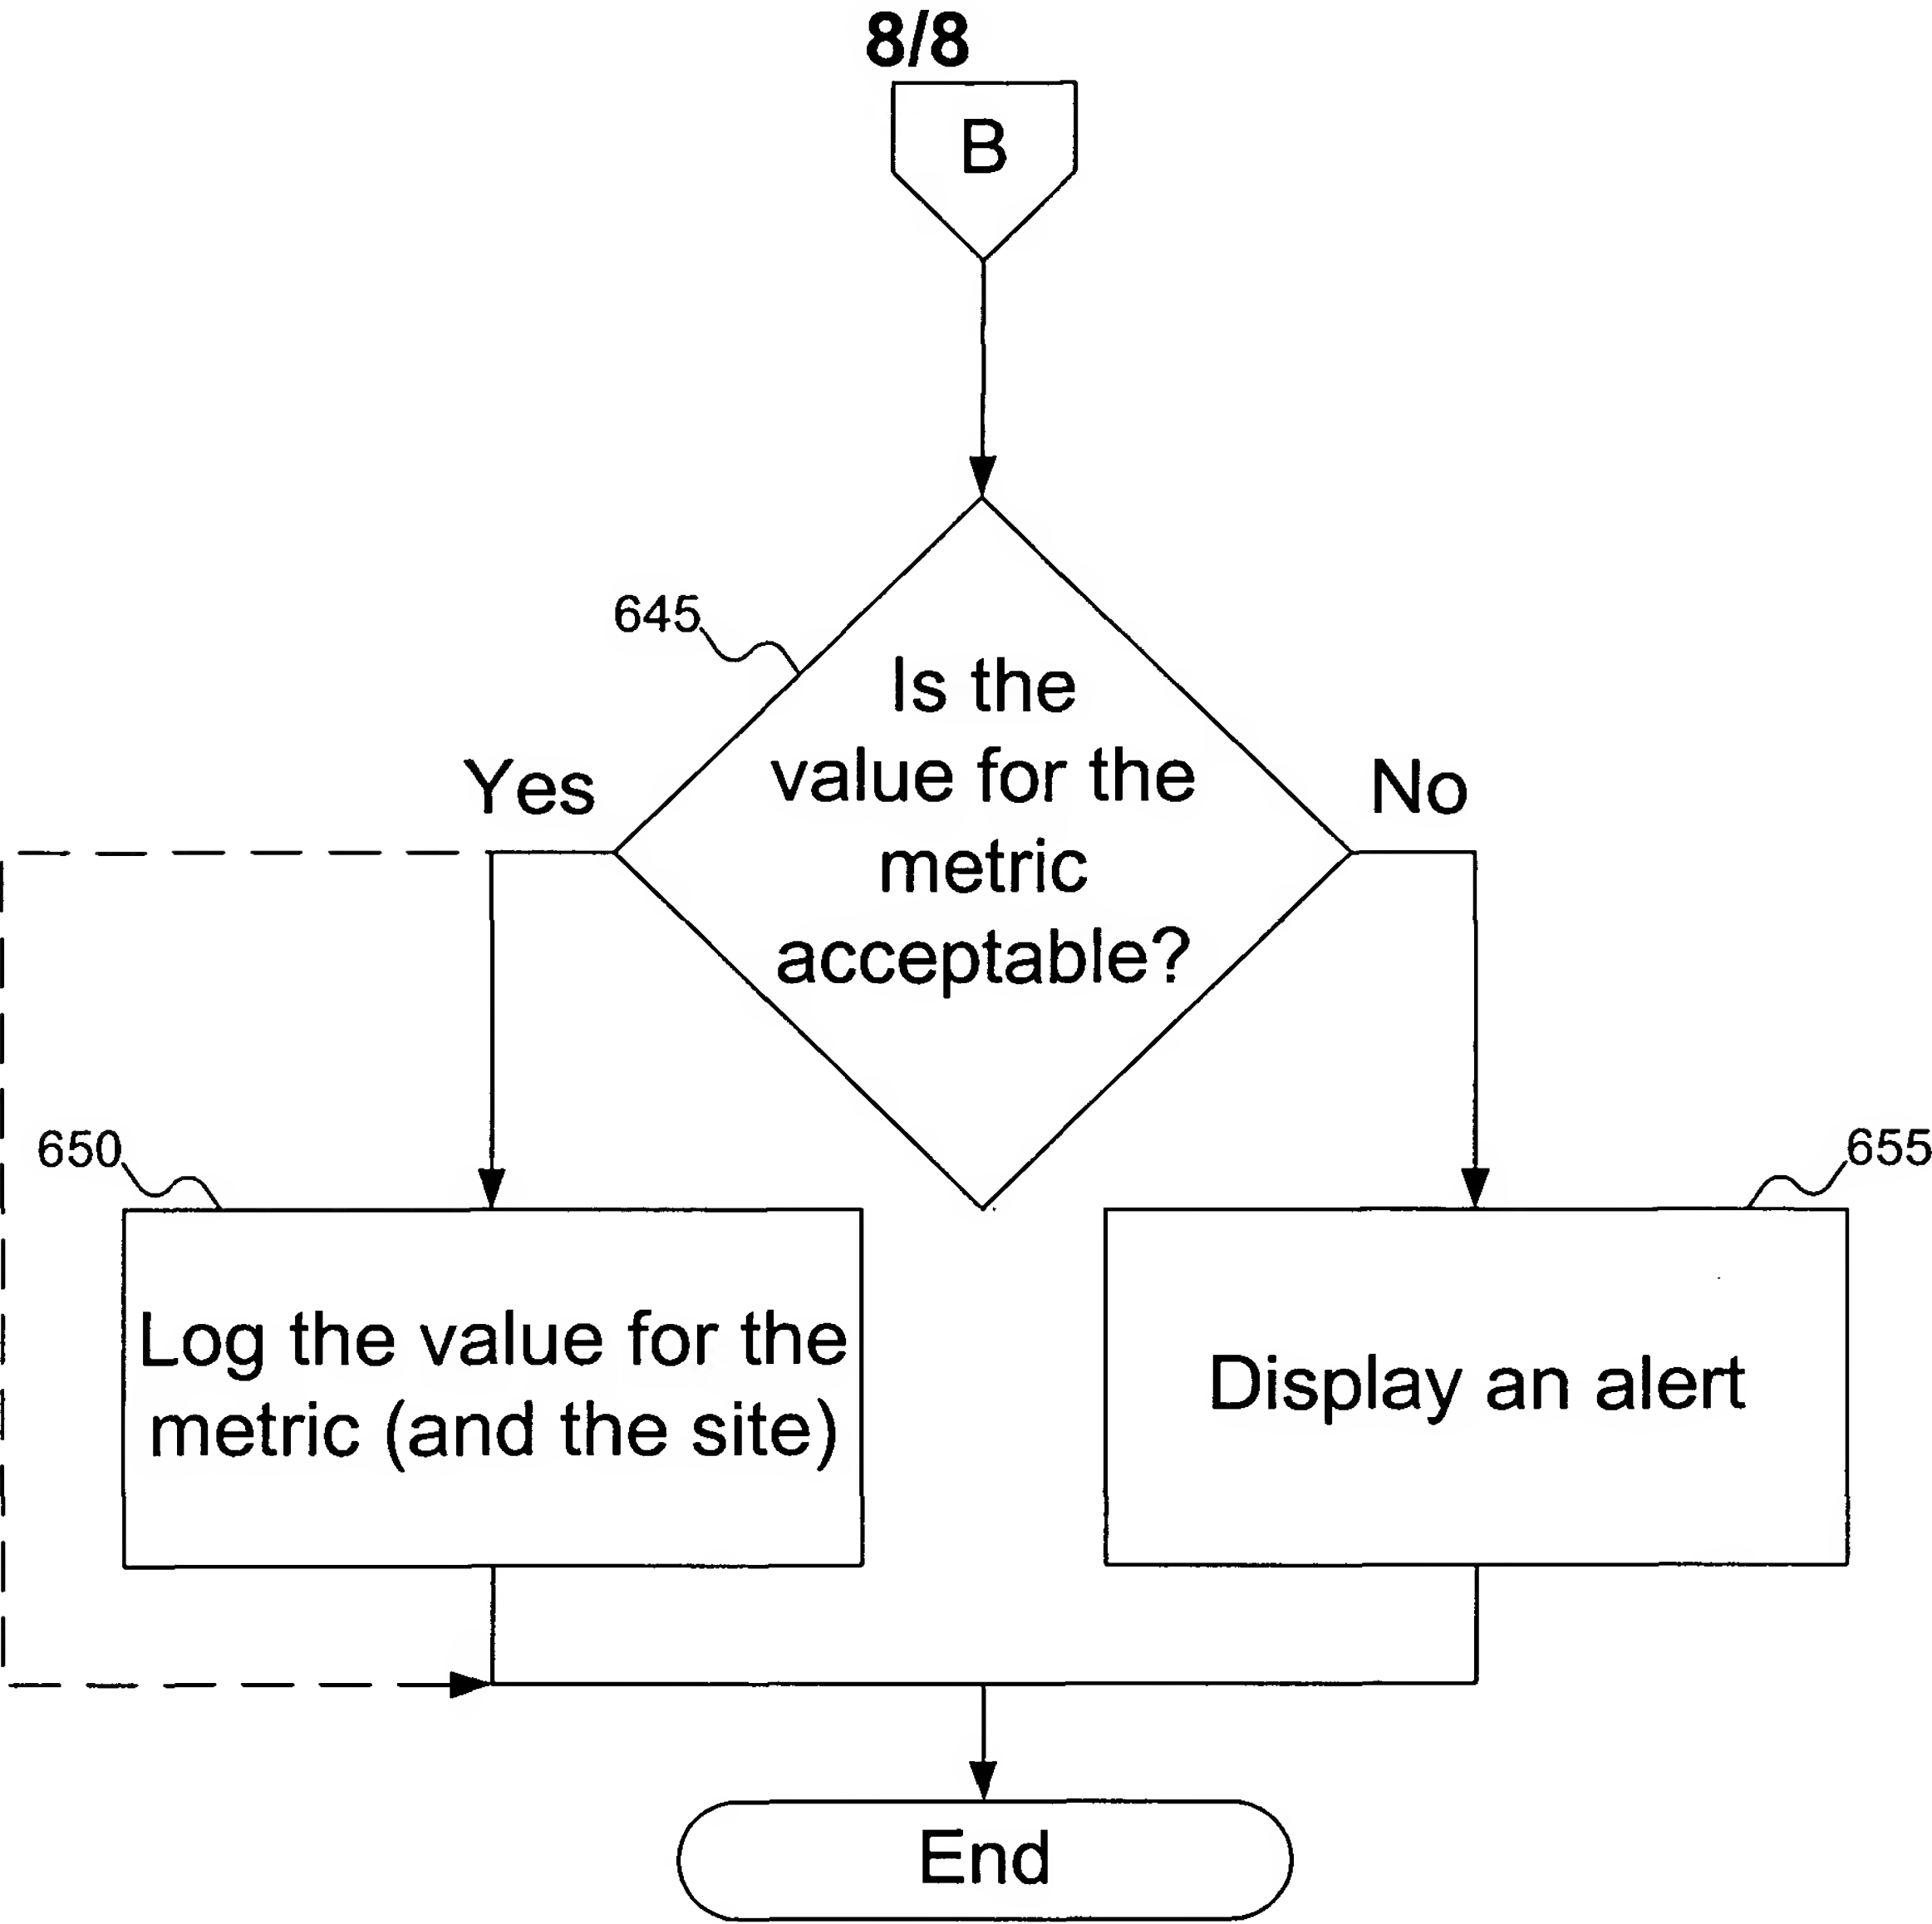 8/8
B
645
Is the
value for the
metric
acceptable?
Yes
No
650
655
Log the value for the
metric (and the site)
Display an alert
End